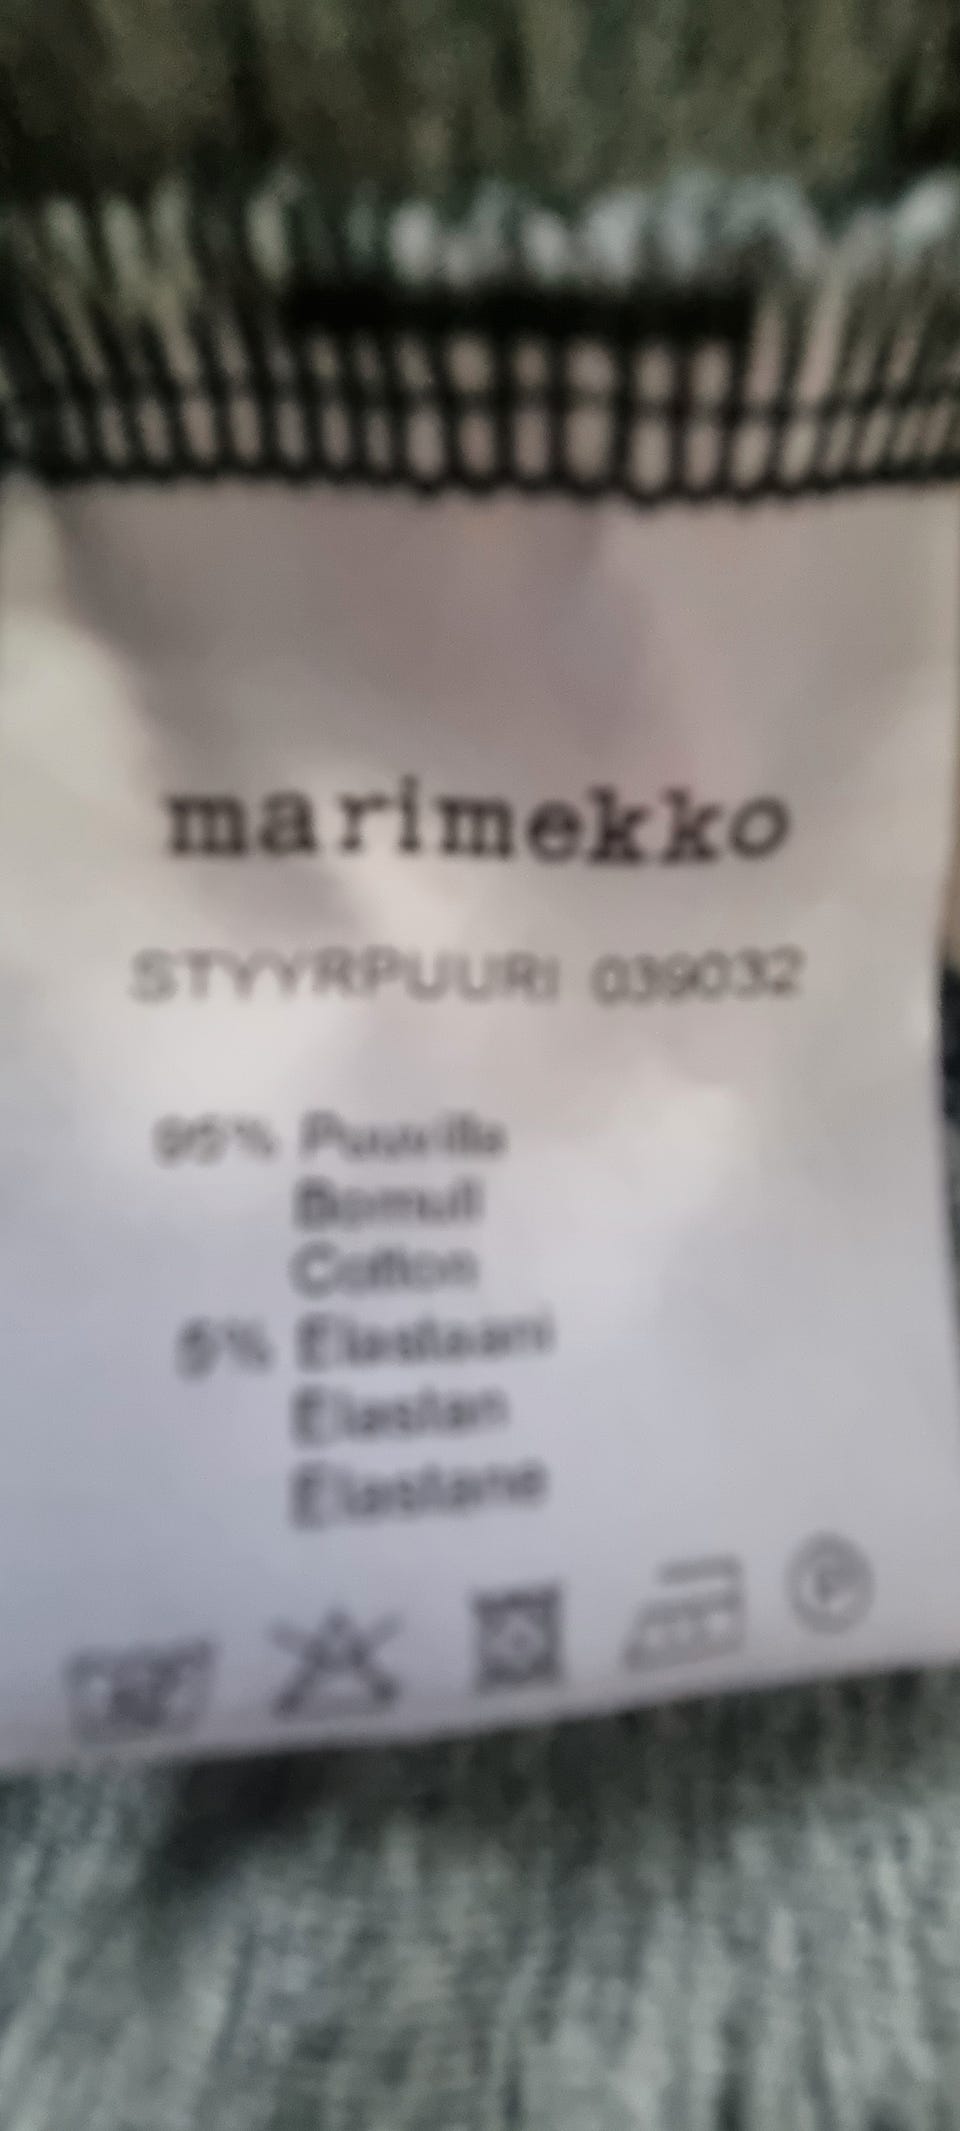 marimekko
STYYRPUURI 039032
95% Puuvilla
Bomull
Cotton
5% Elastaani
Elastan
Elastane
P